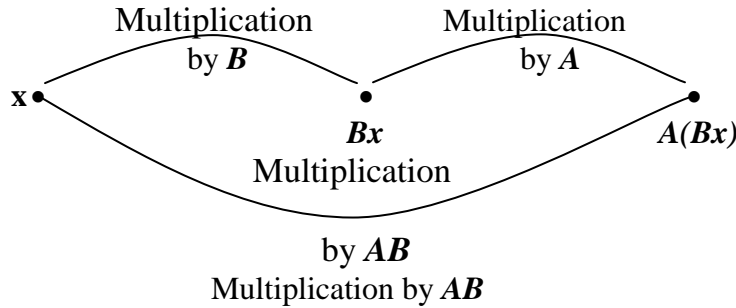 Multiplication
by B
Multiplication
by A
x
Bx
A(Bx)
Multiplication
by AB
Multiplication by AB